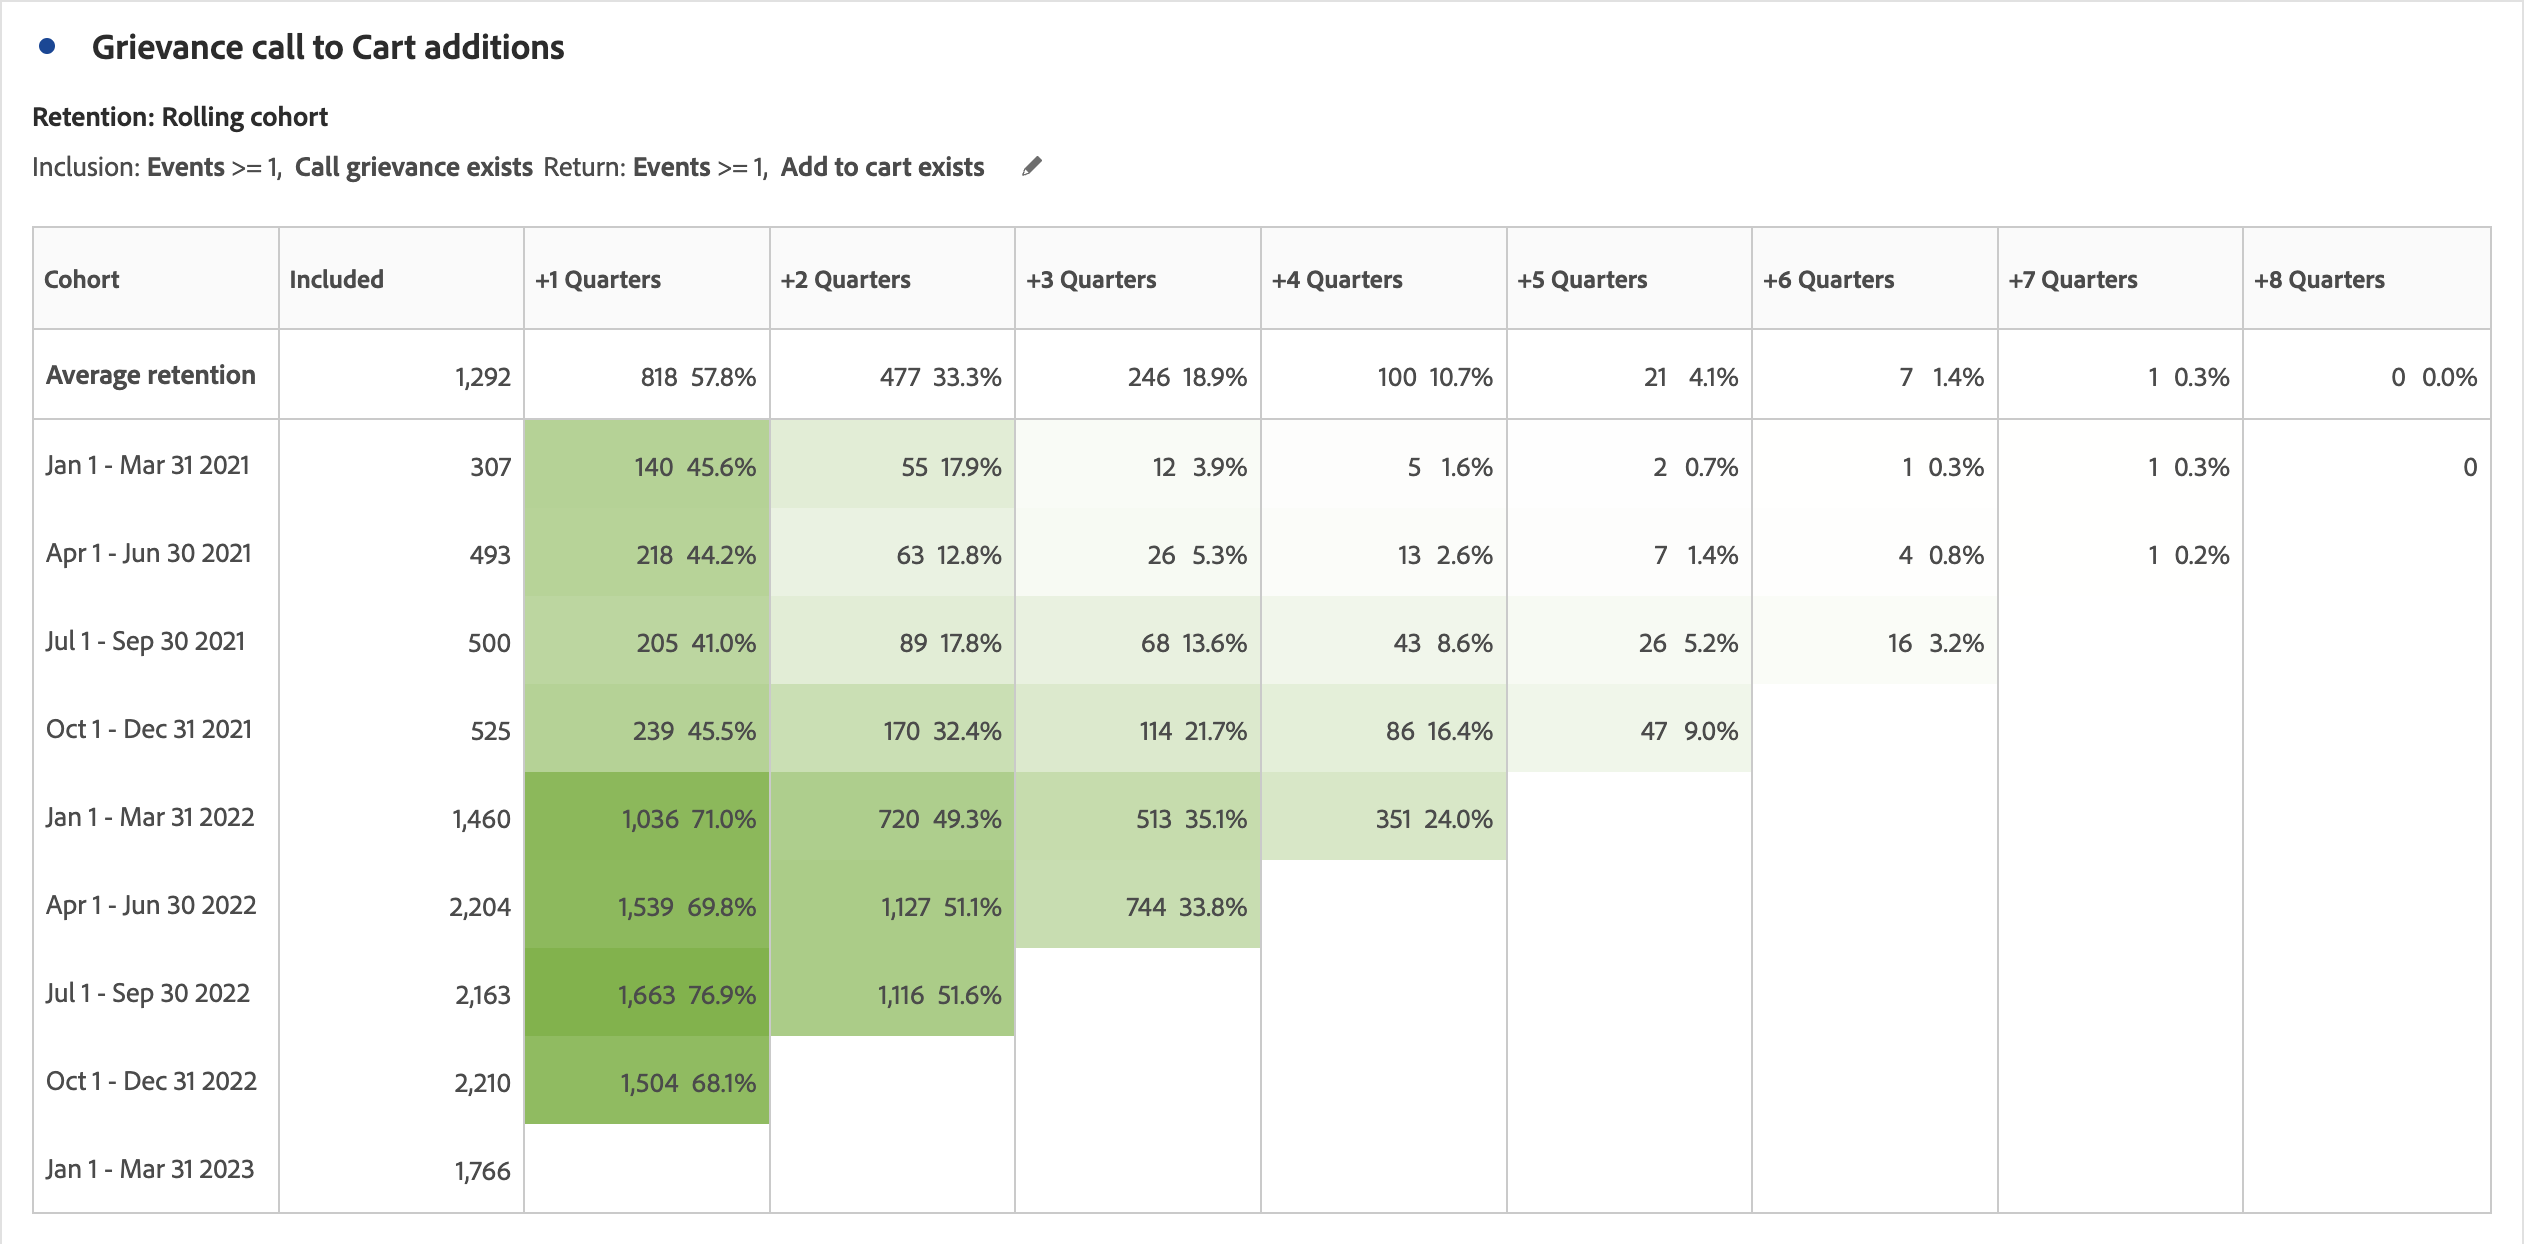 Grievance call to Cart additions
Retention: Rolling cohort
Inclusion: Events >= 1, Call grievance exists Return: Events >= 1, Add to cart exists
Cohort Included +1 Quarters +2 Quarters +3 Quarters +4 Quarters +5 Quarters +6 Quarters +7 Quarters +8 Quarters
Average retention 1,292 818 57.8% 477 33.3% 246 18.9% 100 10.7% 21 4.1% 7 1.4% 1 0.3% 0 0.0%
Jan 1 - Mar 31 2021 307 140 45.6% 55 17.9% 12 3.9% 5 1.6% 2 0.7% 1 0.3% 1 0.3% 0
Apr 1 - Jun 30 2021 493 218 44.2% 63 12.8% 26 5.3% 13 2.6% 7 1.4% 4 0.8% 1 0.2%
Jul 1 - Sep 30 2021 500 205 41.0% 89 17.8% 68 13.6% 43 8.6% 26 5.2% 16 3.2%
Oct 1 - Dec 31 2021 525 239 45.5% 170 32.4% 114 21.7% 86 16.4% 47 9.0%
Jan 1 - Mar 31 2022 1,460 1,036 71.0% 720 49.3% 513 35.1% 351 24.0%
Apr 1 - Jun 30 2022 2,204 1,539 69.8% 1,127 51.1% 744 33.8%
Jul 1 - Sep 30 2022 2,163 1,663 76.9% 1,116 51.6%
Oct 1 - Dec 31 2022 2,210 1,504 68.1%
Jan 1 - Mar 31 2023 1,766